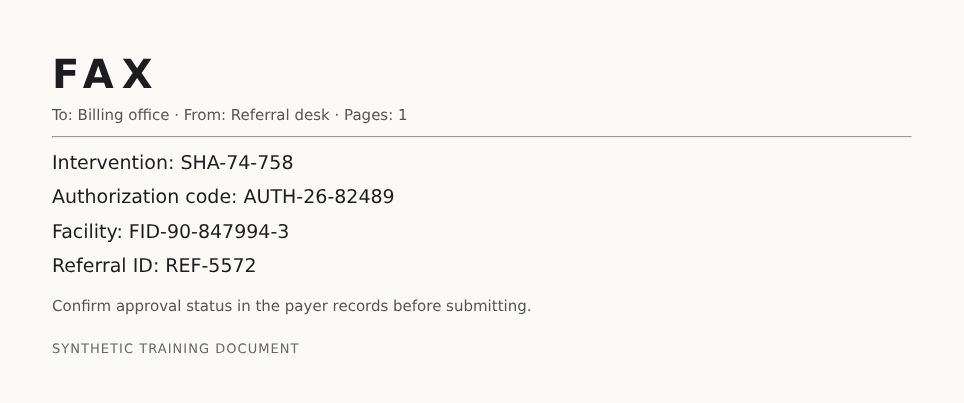 FAX
To: Billing office · From: Referral desk · Pages: 1
Intervention: SHA-74-758
Authorization code: AUTH-26-82489
Facility: FID-90-847994-3
Referral ID: REF-5572
Confirm approval status in the payer records before submitting.
SYNTHETIC TRAINING DOCUMENT